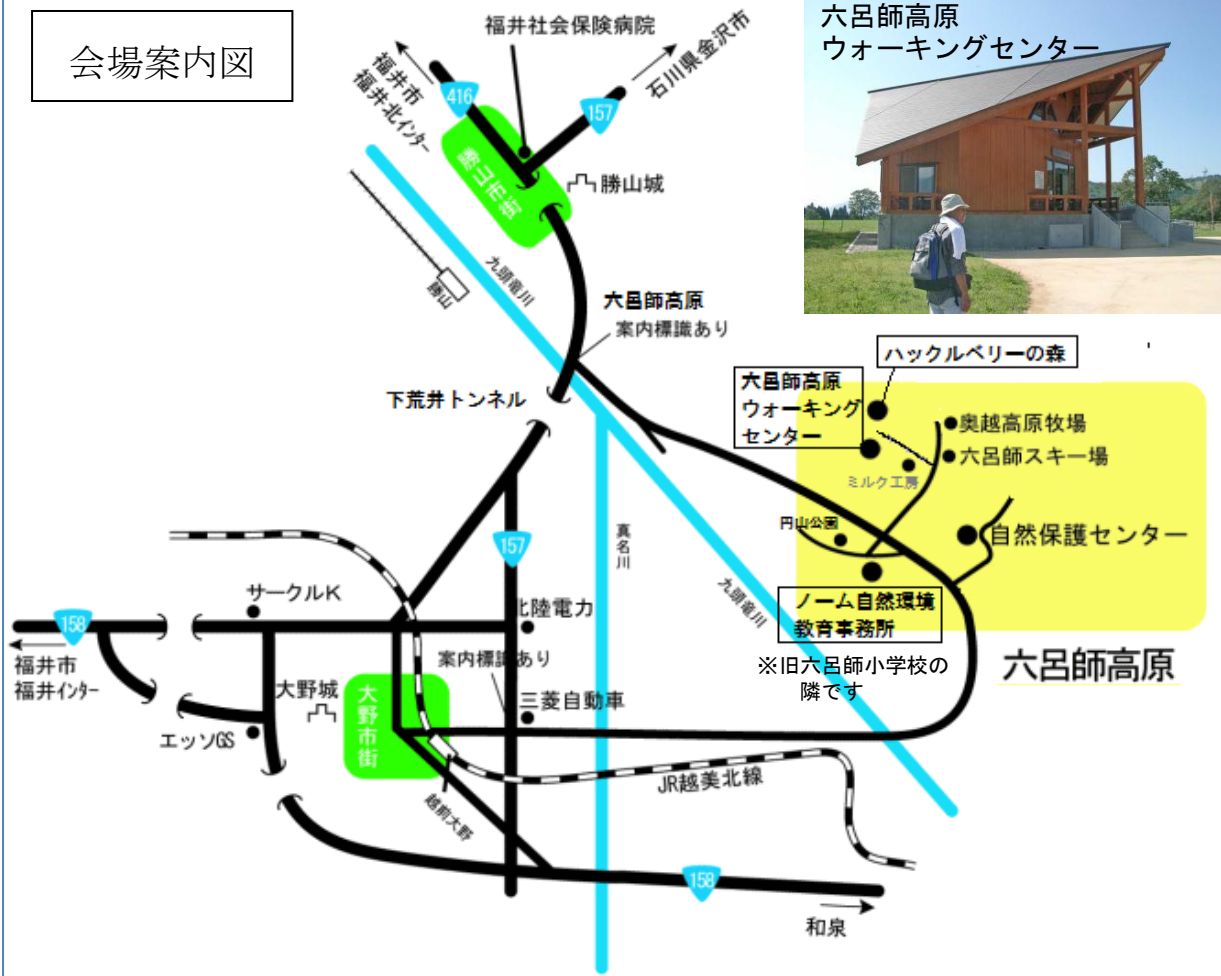 会場案内図
福井社会保険病院
六呂師高原
ウォーキングセンター
福井市
福井北インター
416
157
石川県金沢市
勝山市街
勝山城
九頭竜川
勝山
六呂師高原
案内標識あり
下荒井トンネル
ハックルベリーの森
六呂師高原
ウォーキング
センター
奥越高原牧場
六呂師スキー場
ミルク工房
円山公園
自然保護センター
157
真名川
九頭竜川
サークルK
北陸電力
ノーム自然環境
教育事務所
158
福井市
福井インター
案内標識あり
※旧六呂師小学校の
隣です
六呂師高原
大野城
大野市街
三菱自動車
エッソGS
JR越美北線
越前大野
158
和泉